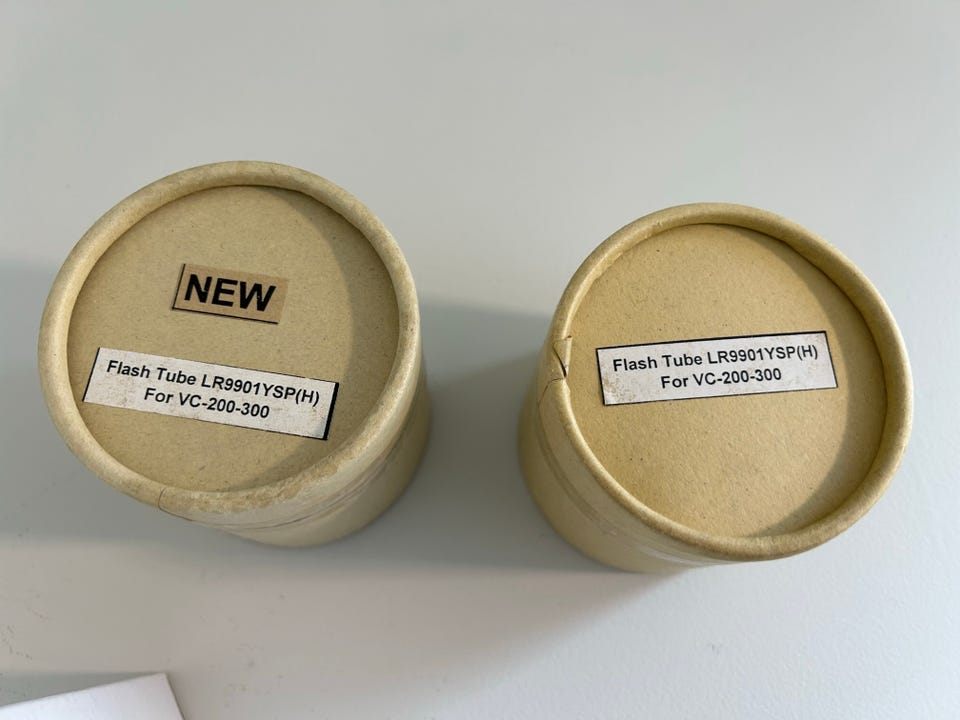 NEW
Flash Tube LR9901YSP(H)
For VC-200-300
Flash Tube LR9901YSP(H)
For VC-200-300